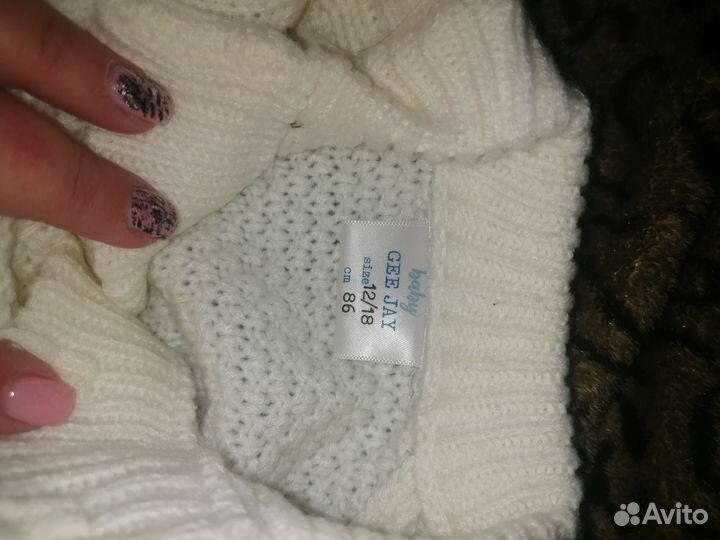 baby
GEE JAY
size 12/18
cm 86
Avito